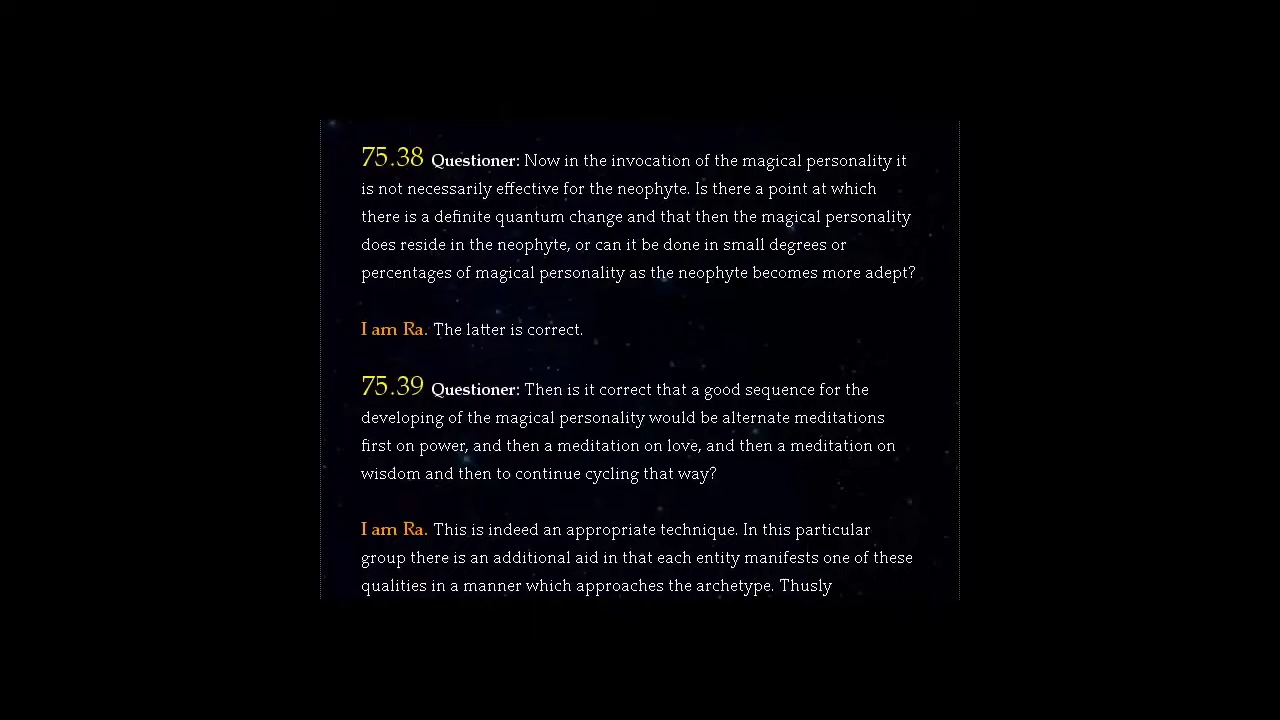 75.38 Questioner: Now in the invocation of the magical personality it
is not necessarily effective for the neophyte. Is there a point at which
there is a definite quantum change and that then the magical personality
does reside in the neophyte, or can it be done in small degrees or
percentages of magical personality as the neophyte becomes more adept?
I am Ra. The latter is correct.
75.39 Questioner: Then is it correct that a good sequence for the
developing of the magical personality would be alternate meditations
first on power, and then a meditation on love, and then a meditation on
wisdom and then to continue cycling that way?
I am Ra. This is indeed an appropriate technique. In this particular
group there is an additional aid in that each entity manifests one of these
qualities in a manner which approaches the archetype. Thusly